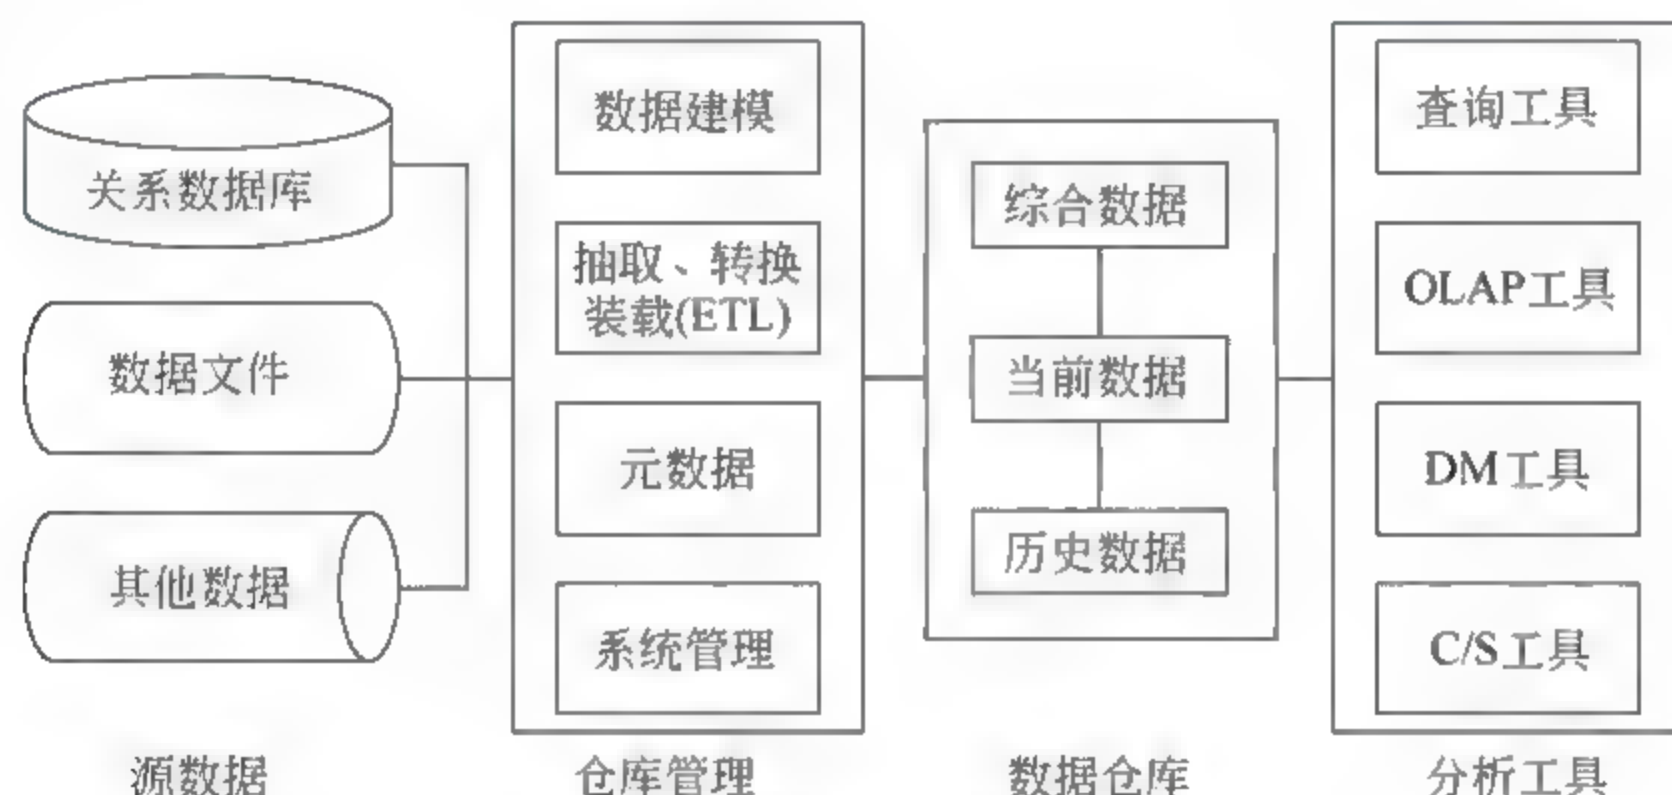 关系数据库
数据文件
其他数据
源数据
数据建模
抽取、转换
装载(ETL)
元数据
系统管理
仓库管理
综合数据
当前数据
历史数据
数据仓库
查询工具
OLAP工具
DM工具
C/S工具
分析工具